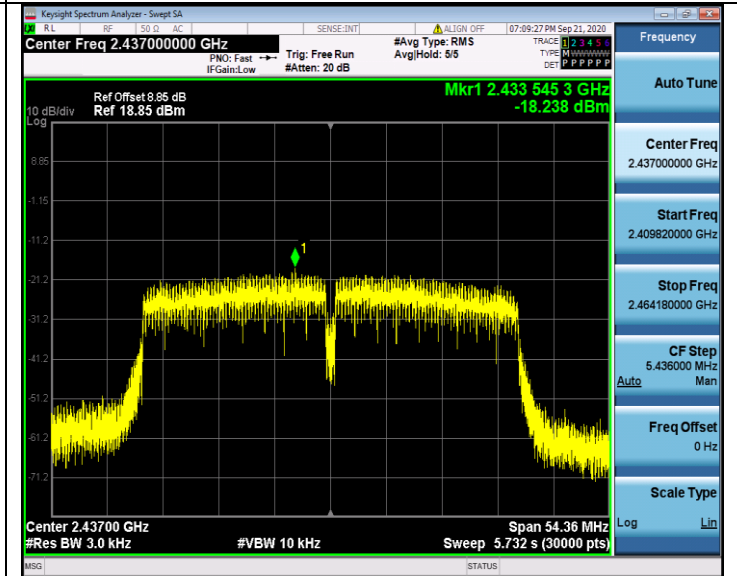 Keysight Spectrum Analyzer - Swept SA
RL RF 50 Ω AC SENSE:INT ALIGN OFF 07:09:27 PM Sep 21, 2020
Center Freq 2.437000000 GHz
PNO: Fast
IFGain:Low
Trig: Free Run
#Atten: 20 dB
#Avg Type: RMS
Avg|Hold: 5/5
TRACE 1 2 3 4 5 6
TYPE M W W W W W
DET P P P P P P
Ref Offset 8.85 dB
10 dB/div Ref 18.85 dBm
Log
Mkr1 2.433 545 3 GHz
-18.238 dBm
8.85
-1.15
-11.2
-21.2
-31.2
-41.2
-51.2
-61.2
-71.2
1
Center 2.43700 GHz Span 54.36 MHz
#Res BW 3.0 kHz #VBW 10 kHz Sweep 5.732 s (30000 pts)
MSG STATUS
Frequency
Auto Tune
Center Freq
2.437000000 GHz
Start Freq
2.409820000 GHz
Stop Freq
2.464180000 GHz
CF Step
5.436000 MHz
Auto Man
Freq Offset
0 Hz
Scale Type
Log Lin